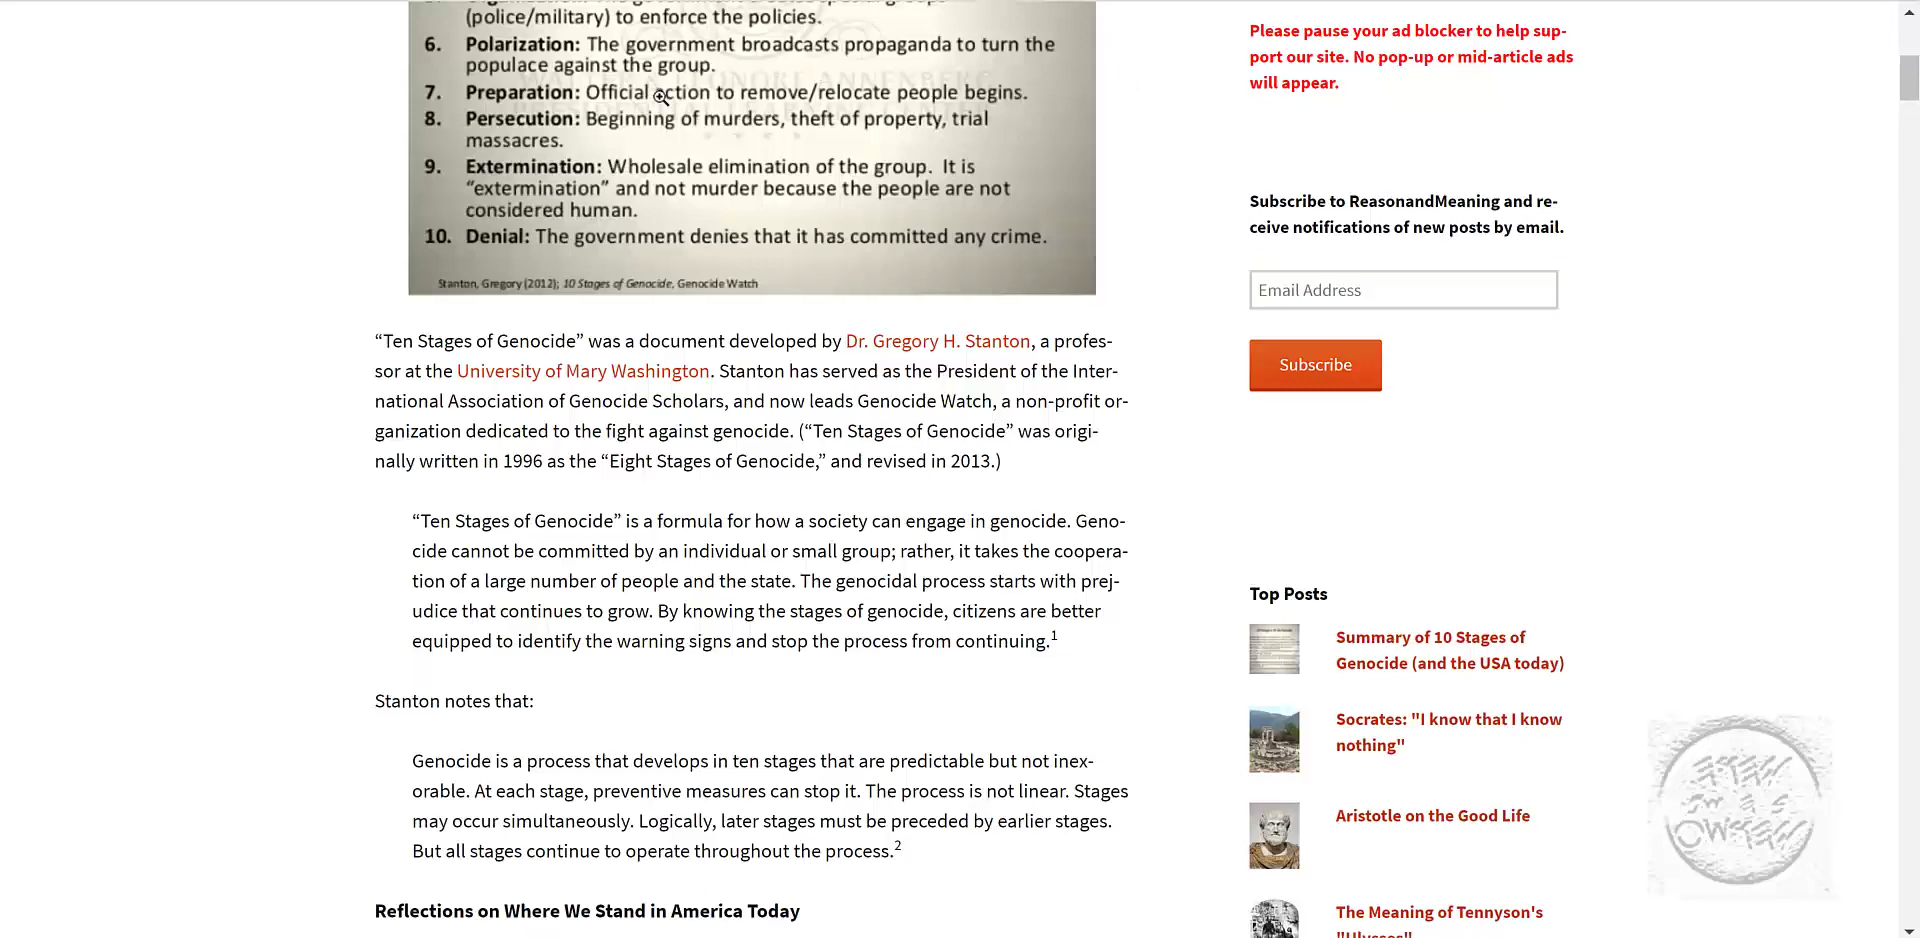 (police/military) to enforce the policies.
6. Polarization: The government broadcasts propaganda to turn the
populace against the group.
7. Preparation: Official action to remove/relocate people begins.
8. Persecution: Beginning of murders, theft of property, trial
massacres.
9. Extermination: Wholesale elimination of the group. It is
“extermination” and not murder because the people are not
considered human.
10. Denial: The government denies that it has committed any crime.
Stanton, Gregory (2012); 10 Stages of Genocide, Genocide Watch
“Ten Stages of Genocide” was a document developed by Dr. Gregory H. Stanton, a profes-
sor at the University of Mary Washington. Stanton has served as the President of the Inter-
national Association of Genocide Scholars, and now leads Genocide Watch, a non-profit or-
ganization dedicated to the fight against genocide. (“Ten Stages of Genocide” was origi-
nally written in 1996 as the “Eight Stages of Genocide,” and revised in 2013.)
“Ten Stages of Genocide” is a formula for how a society can engage in genocide. Geno-
cide cannot be committed by an individual or small group; rather, it takes the coopera-
tion of a large number of people and the state. The genocidal process starts with prej-
udice that continues to grow. By knowing the stages of genocide, citizens are better
equipped to identify the warning signs and stop the process from continuing.1
Stanton notes that:
Genocide is a process that develops in ten stages that are predictable but not inex-
orable. At each stage, preventive measures can stop it. The process is not linear. Stages
may occur simultaneously. Logically, later stages must be preceded by earlier stages.
But all stages continue to operate throughout the process.2
Reflections on Where We Stand in America Today
Please pause your ad blocker to help sup-
port our site. No pop-up or mid-article ads
will appear.
Subscribe to ReasonandMeaning and re-
ceive notifications of new posts by email.
Email Address
Subscribe
Top Posts
Summary of 10 Stages of
Genocide (and the USA today)
Socrates: "I know that I know
nothing"
Aristotle on the Good Life
The Meaning of Tennyson's
"Ulysses"